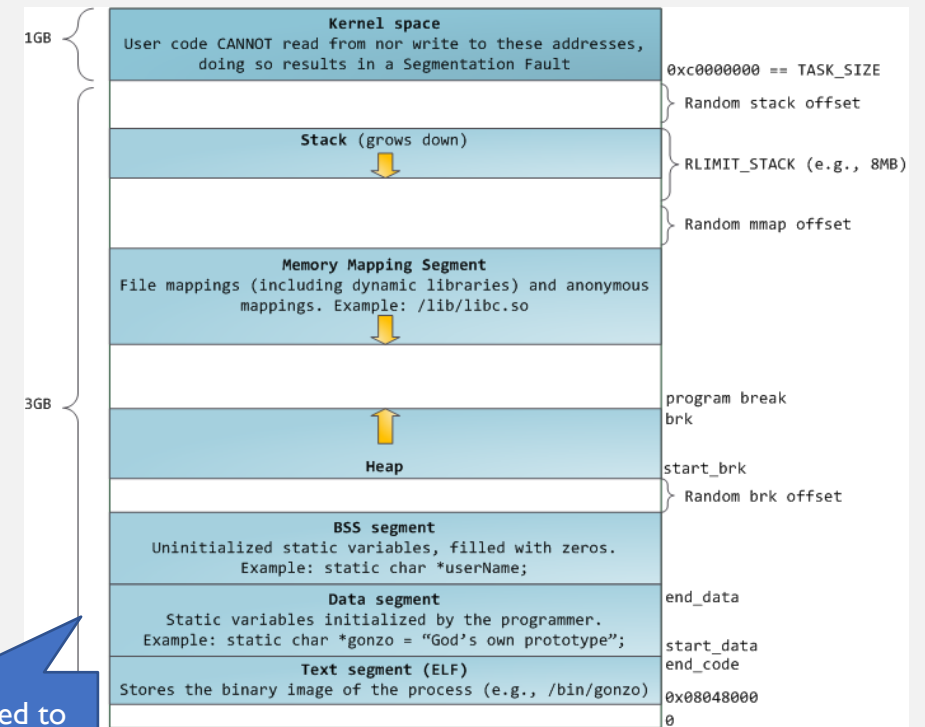 1GB
Kernel space
User code CANNOT read from nor write to these addresses,
doing so results in a Segmentation Fault
0xc0000000 == TASK_SIZE
Random stack offset
Stack (grows down)
RLIMIT_STACK (e.g., 8MB)
Random mmap offset
Memory Mapping Segment
File mappings (including dynamic libraries) and anonymous
mappings. Example: /lib/libc.so
3GB
program break
brk
Heap
start_brk
Random brk offset
BSS segment
Uninitialized static variables, filled with zeros.
Example: static char *userName;
end_data
Data segment
Static variables initialized by the programmer.
Example: static char *gonzo = “God’s own prototype”;
start_data
end_code
Text segment (ELF)
Stores the binary image of the process (e.g., /bin/gonzo)
0x08048000
to
0